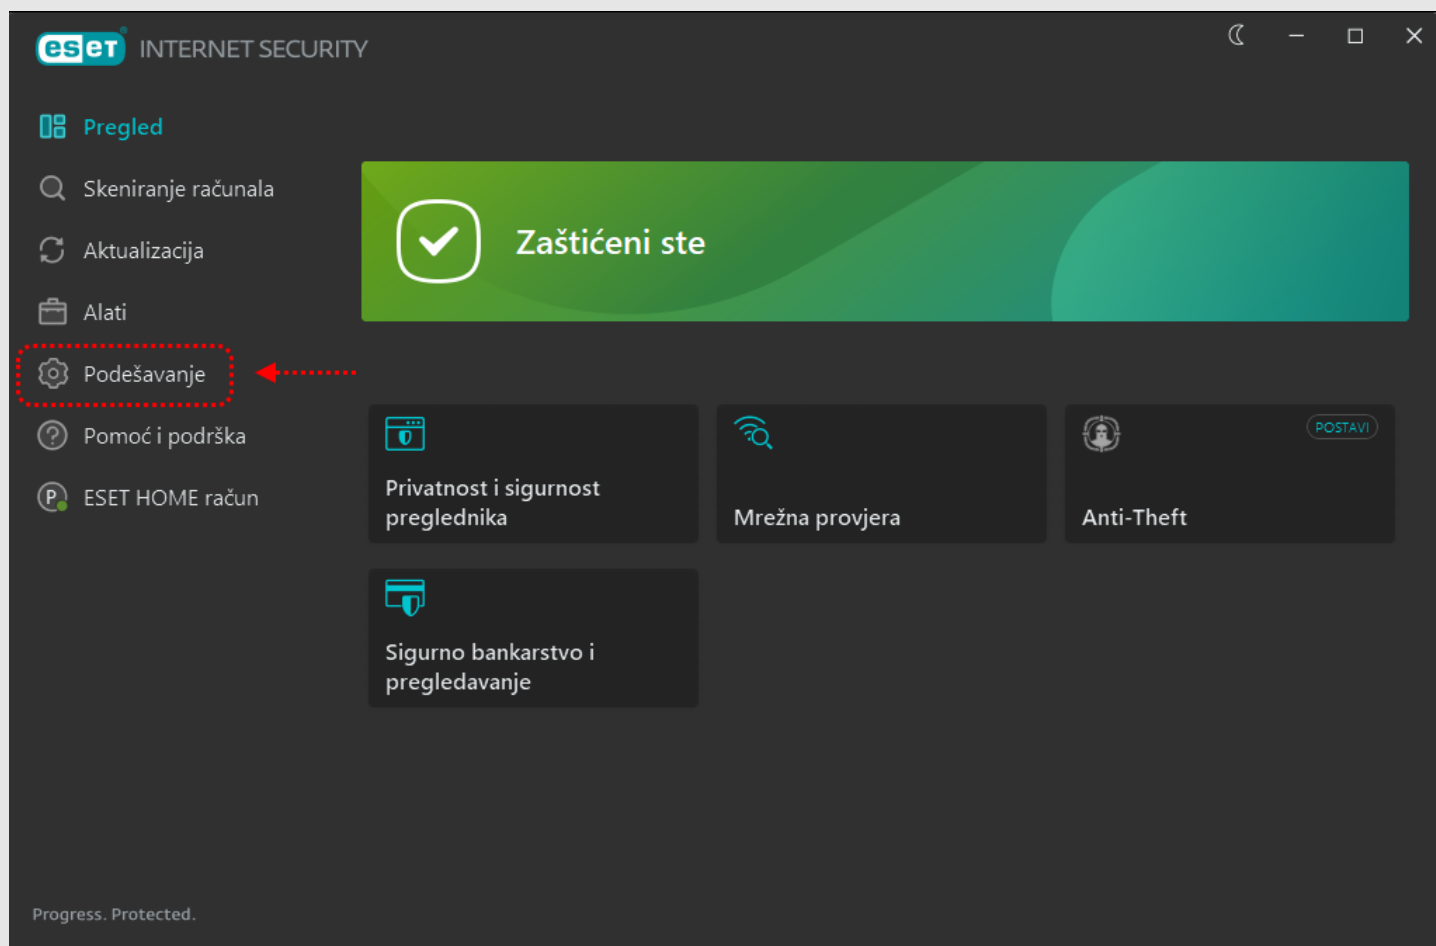 eset® INTERNET SECURITY
Pregled
Skeniranje računala
Aktualizacija
Alati
Podešavanje
Pomoć i podrška
P
ESET HOME račun
Zaštićeni ste
Privatnost i sigurnost
preglednika
Mrežna provjera
POSTAVI
Anti-Theft
Sigurno bankarstvo i
pregledavanje
Progress. Protected.